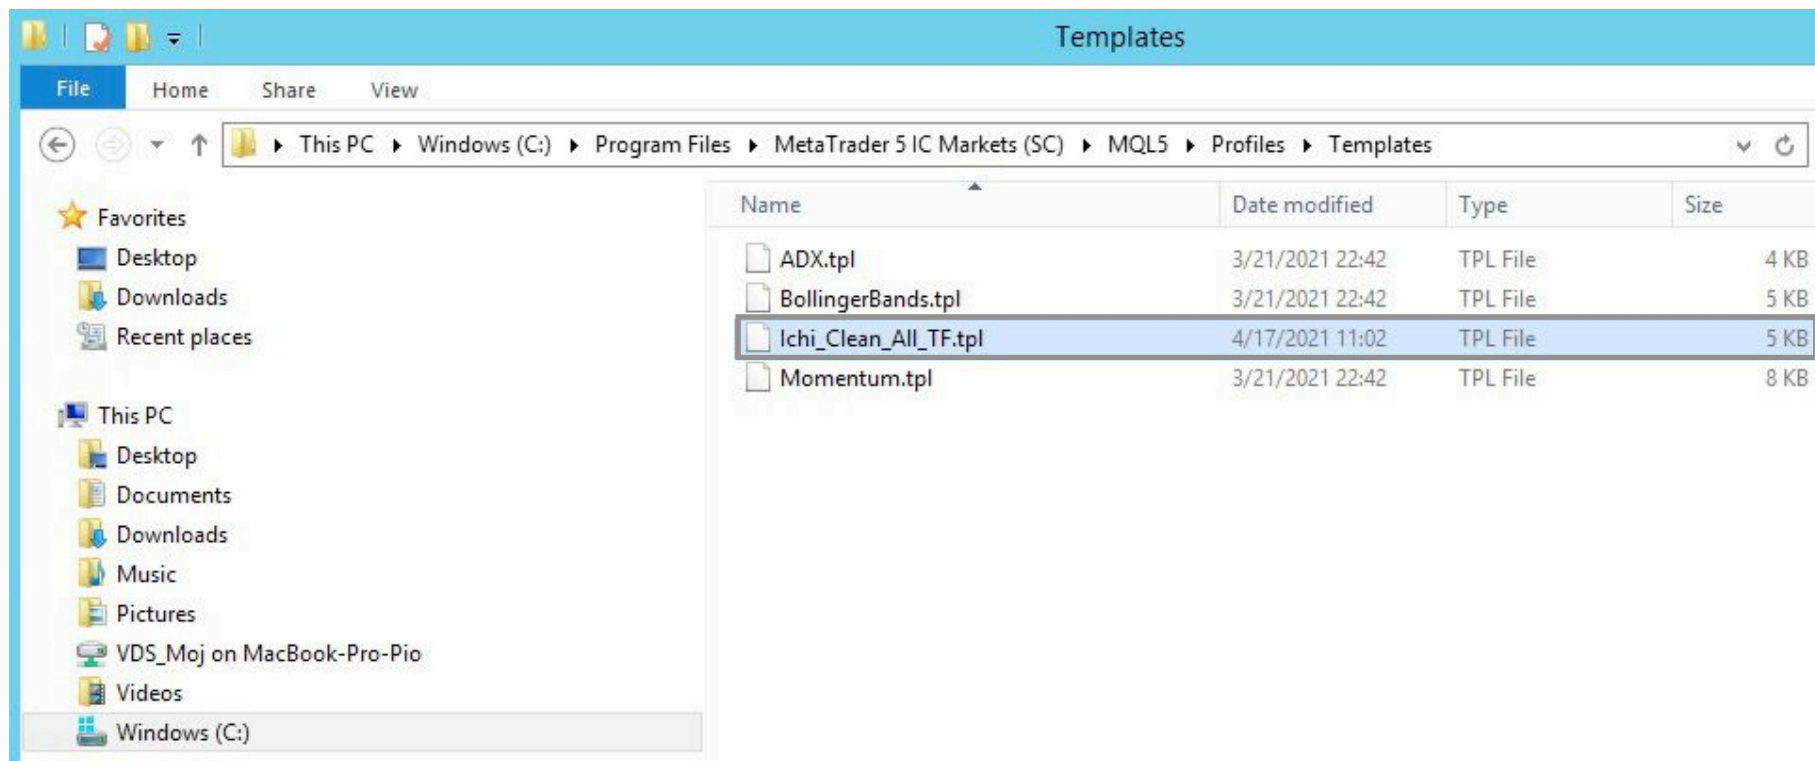 Templates
File Home Share View
This PC Windows (C:) Program Files MetaTrader 5 IC Markets (SC) MQL5 Profiles Templates
Favorites
Desktop
Downloads
Recent places
This PC
Desktop
Documents
Downloads
Music
Pictures
VDS_Moj on MacBook-Pro-Pio
Videos
Windows (C:)
Name Date modified Type Size
ADX.tpl 3/21/2021 22:42 TPL File 4 KB
BollingerBands.tpl 3/21/2021 22:42 TPL File 5 KB
Ichi_Clean_All_TF.tpl 4/17/2021 11:02 TPL File 5 KB
Momentum.tpl 3/21/2021 22:42 TPL File 8 KB